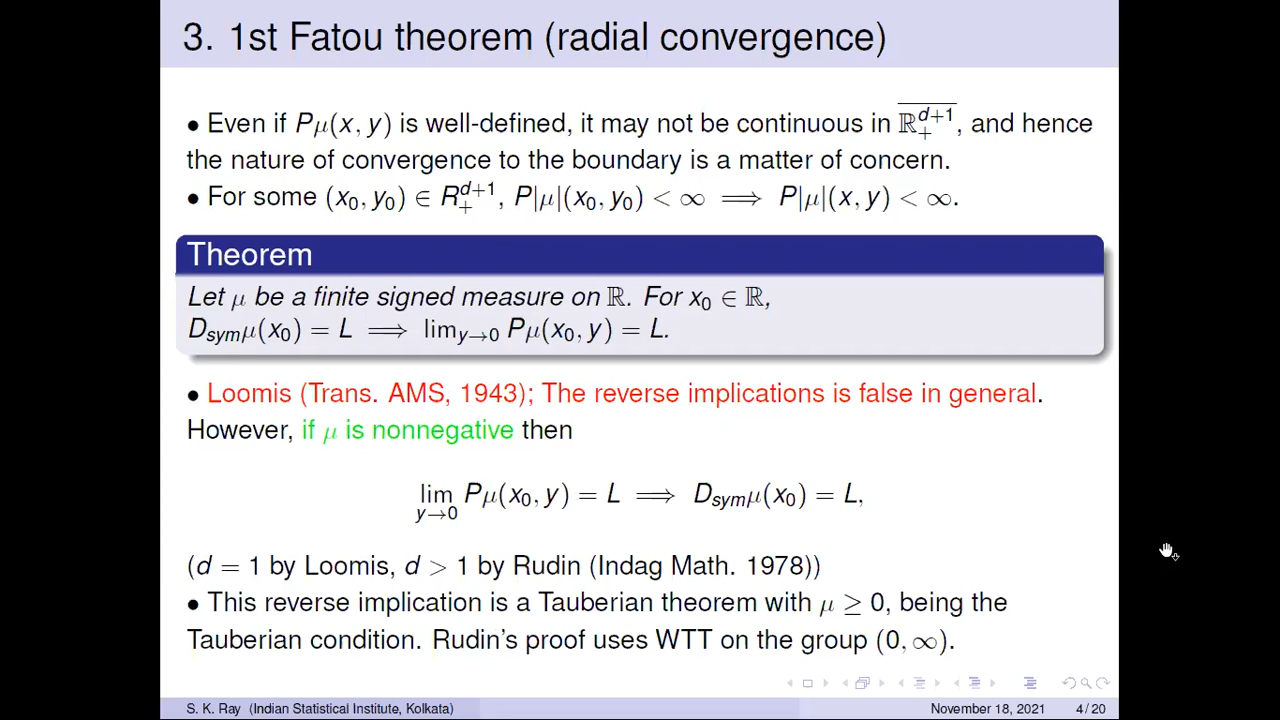 3. 1st Fatou theorem (radial convergence)
• Even if Pμ(x, y) is well-defined, it may not be continuous in \overline{ℝ_+^{d+1}}, and hence
the nature of convergence to the boundary is a matter of concern.
• For some (x₀, y₀) ∈ R_+^{d+1}, P|μ|(x₀, y₀) < ∞ ⟹ P|μ|(x, y) < ∞.
Theorem
Let μ be a finite signed measure on ℝ. For x₀ ∈ ℝ,
D_{sym}μ(x₀) = L ⟹ lim_{y→0} Pμ(x₀, y) = L.
• Loomis (Trans. AMS, 1943); The reverse implications is false in general.
However, if μ is nonnegative then
lim_{y→0} Pμ(x₀, y) = L ⟹ D_{sym}μ(x₀) = L,
(d = 1 by Loomis, d > 1 by Rudin (Indag Math. 1978))
• This reverse implication is a Tauberian theorem with μ ≥ 0, being the
Tauberian condition. Rudin's proof uses WTT on the group (0, ∞).
S. K. Ray (Indian Statistical Institute, Kolkata) November 18, 2021 4/20